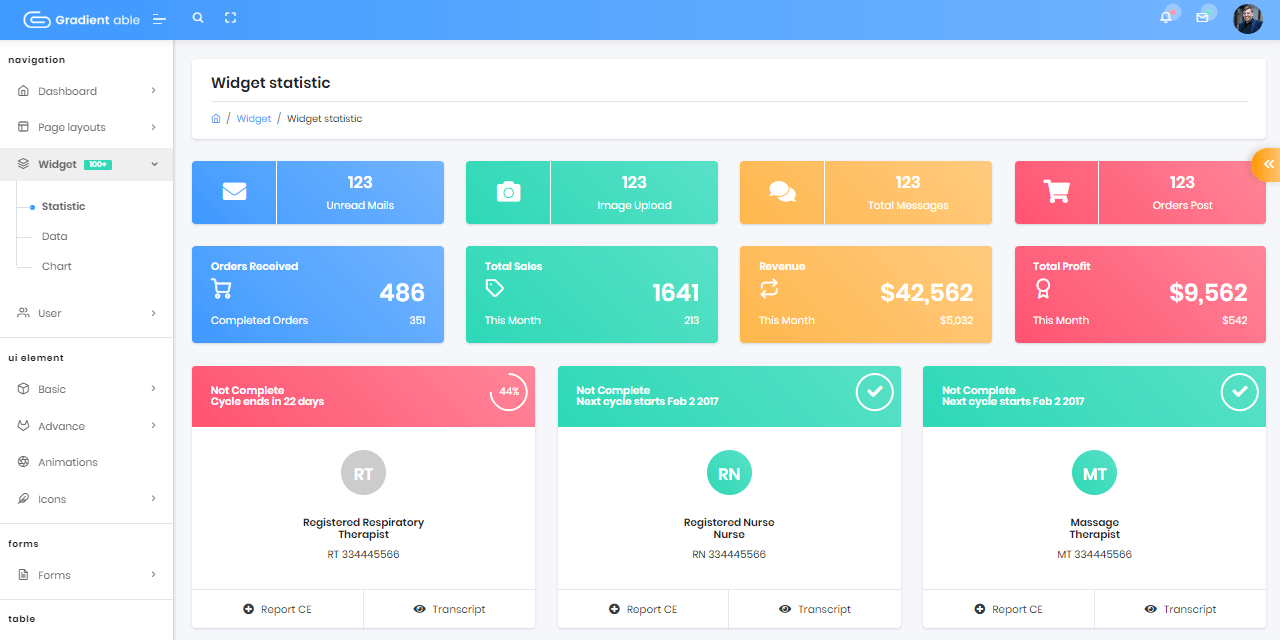 Gradient able
navigation
Dashboard
Page layouts
Widget 100+
Statistic
Data
Chart
User
ui element
Basic
Advance
Animations
Icons
forms
Forms
table
Widget statistic
/ Widget / Widget statistic
123
Unread Mails
123
Image Upload
123
Total Messages
123
Orders Post
Orders Received
486
Completed Orders 351
Total Sales
1641
This Month 213
Revenue
$42,562
This Month $5,032
Total Profit
$9,562
This Month $542
Not Complete
Cycle ends in 22 days
44%
RT
Registered Respiratory
Therapist
RT 334445566
Report CE Transcript
Not Complete
Next cycle starts Feb 2 2017
RN
Registered Nurse
Nurse
RN 334445566
Report CE Transcript
Not Complete
Next cycle starts Feb 2 2017
MT
Massage
Therapist
MT 334445566
Report CE Transcript